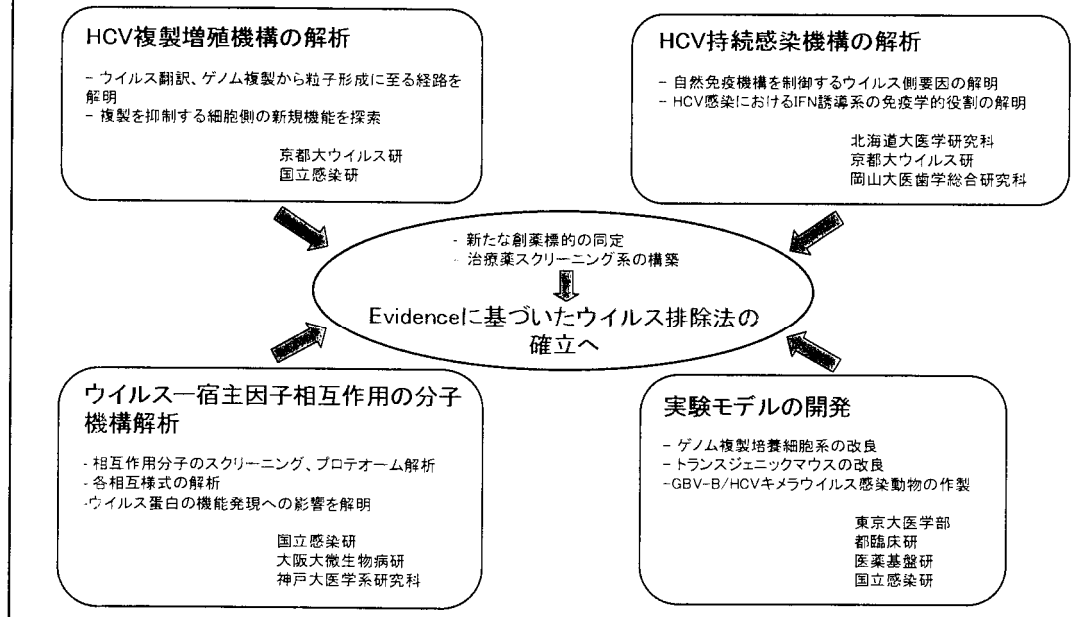 HCV複製増殖機構の解析
- ウイルス翻訳、ゲノム複製から粒子形成に至る経路を
解明
- 複製を抑制する細胞側の新規機能を探索
京都大ウイルス研
国立感染研
HCV持続感染機構の解析
- 自然免疫機構を制御するウイルス側要因の解明
- HCV感染におけるIFN誘導系の免疫学的役割の解明
北海道大医学研究科
京都大ウイルス研
岡山大医歯学総合研究科
- 新たな創薬標的の同定
- 治療薬スクリーニング系の構築
Evidenceに基づいたウイルス排除法の
確立へ
ウイルス―宿主因子相互作用の分子
機構解析
- 相互作用分子のスクリーニング、プロテオーム解析
- 各相互様式の解析
-ウイルス蛋白の機能発現への影響を解明
国立感染研
大阪大微生物病研
神戸大医学系研究科
実験モデルの開発
- ゲノム複製培養細胞系の改良
- トランスジェニックマウスの改良
-GBV-B/HCVキメラウイルス感染動物の作製
東京大医学部
都臨床研
医薬基盤研
国立感染研